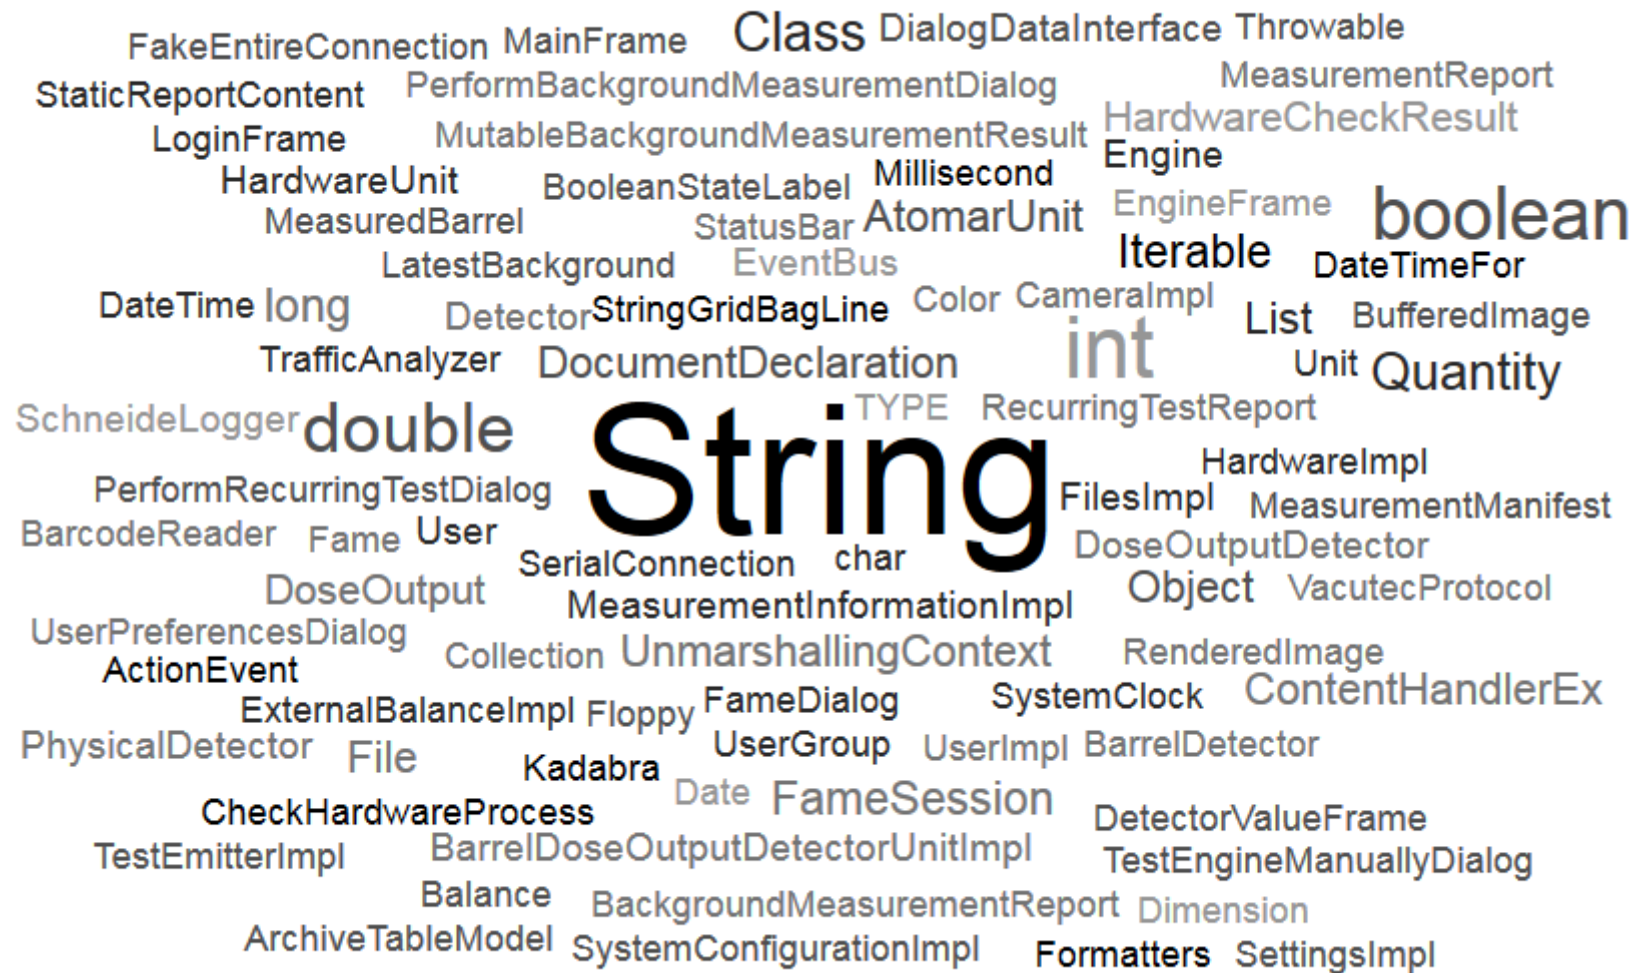 FakeEntireConnection MainFrame Class DialogDataInterface Throwable
StaticReportContent PerformBackgroundMeasurementDialog MeasurementReport
LoginFrame MutableBackgroundMeasurementResult HardwareCheckResult
HardwareUnit BooleanStateLabel Millisecond Engine
MeasuredBarrel StatusBar AtomarUnit EngineFrame boolean
LatestBackground EventBus Iterable DateTimeFor
DateTime long Detector StringGridBagLine Color CameraImpl List BufferedImage
TrafficAnalyzer DocumentDeclaration int Unit Quantity
SchneideLogger double String TYPE RecurringTestReport
HardwareImpl
PerformRecurringTestDialog FilesImpl MeasurementManifest
BarcodeReader Fame User DoseOutputDetector
SerialConnection char
DoseOutput MeasurementInformationImpl Object VacutecProtocol
UserPreferencesDialog Collection UnmarshallingContext RenderedImage
ActionEvent
ExternalBalanceImpl Floppy FameDialog SystemClock ContentHandlerEx
PhysicalDetector File UserGroup UserImpl BarrelDetector
Kadabra Date FameSession
CheckHardwareProcess DetectorValueFrame
TestEmitterImpl BarrelDoseOutputDetectorUnitImpl TestEngineManuallyDialog
Balance BackgroundMeasurementReport Dimension
ArchiveTableModel SystemConfigurationImpl Formatters SettingsImpl